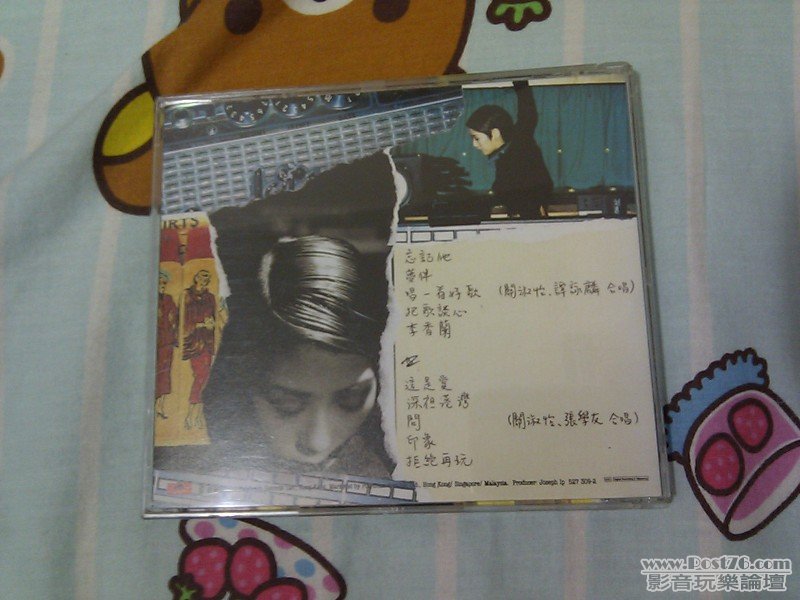 IRTS
忘記他
夢伴
唱一首好歌 (關淑怡、譚詠麟 合唱)
把歌談心
李香蘭
這是愛
深夜港灣
問 (關淑怡、張學友 合唱)
印象
拒絕再玩
Hong Kong/ Singapore/ Malaysia. Producer Joseph Ip 527 509-2
www.Post76.com
影音玩樂論壇